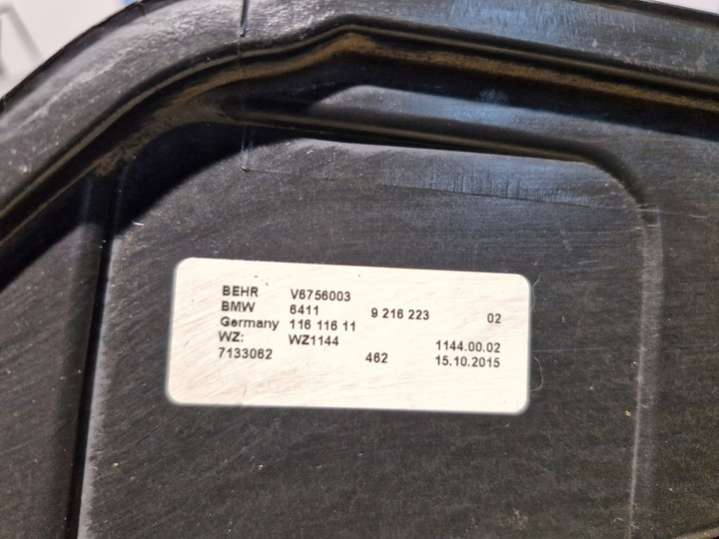 BEHR V6756003
BMW 6411 9 216 223 02
Germany 116 116 11
WZ: WZ1144 1144.00.02
7133062 462 15.10.2015